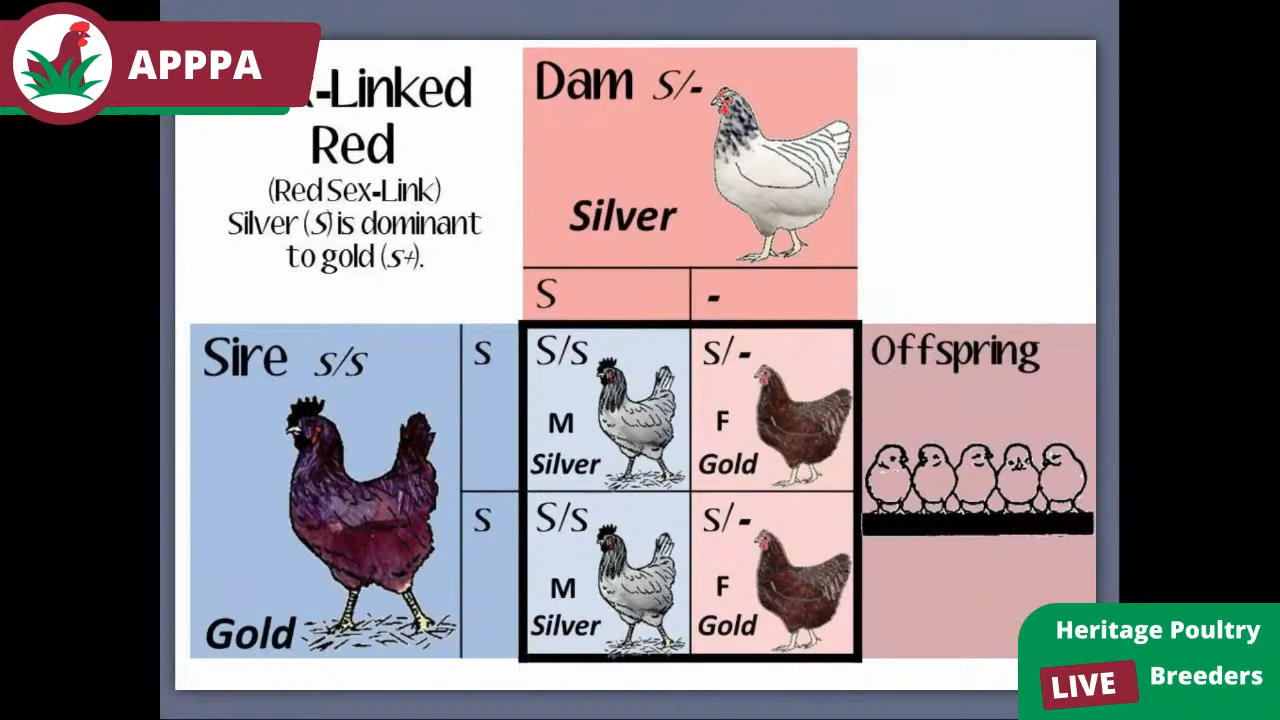 APPPA
x-Linked
Red
(Red Sex-Link)
Silver (S) is dominant
to gold (s+).
Dam S/-
Silver
S -
Sire s/s
Gold
s
S/s
M
Silver
s/-
F
Gold
s
S/s
M
Silver
s/-
F
Gold
Offspring
Heritage Poultry
LIVE Breeders